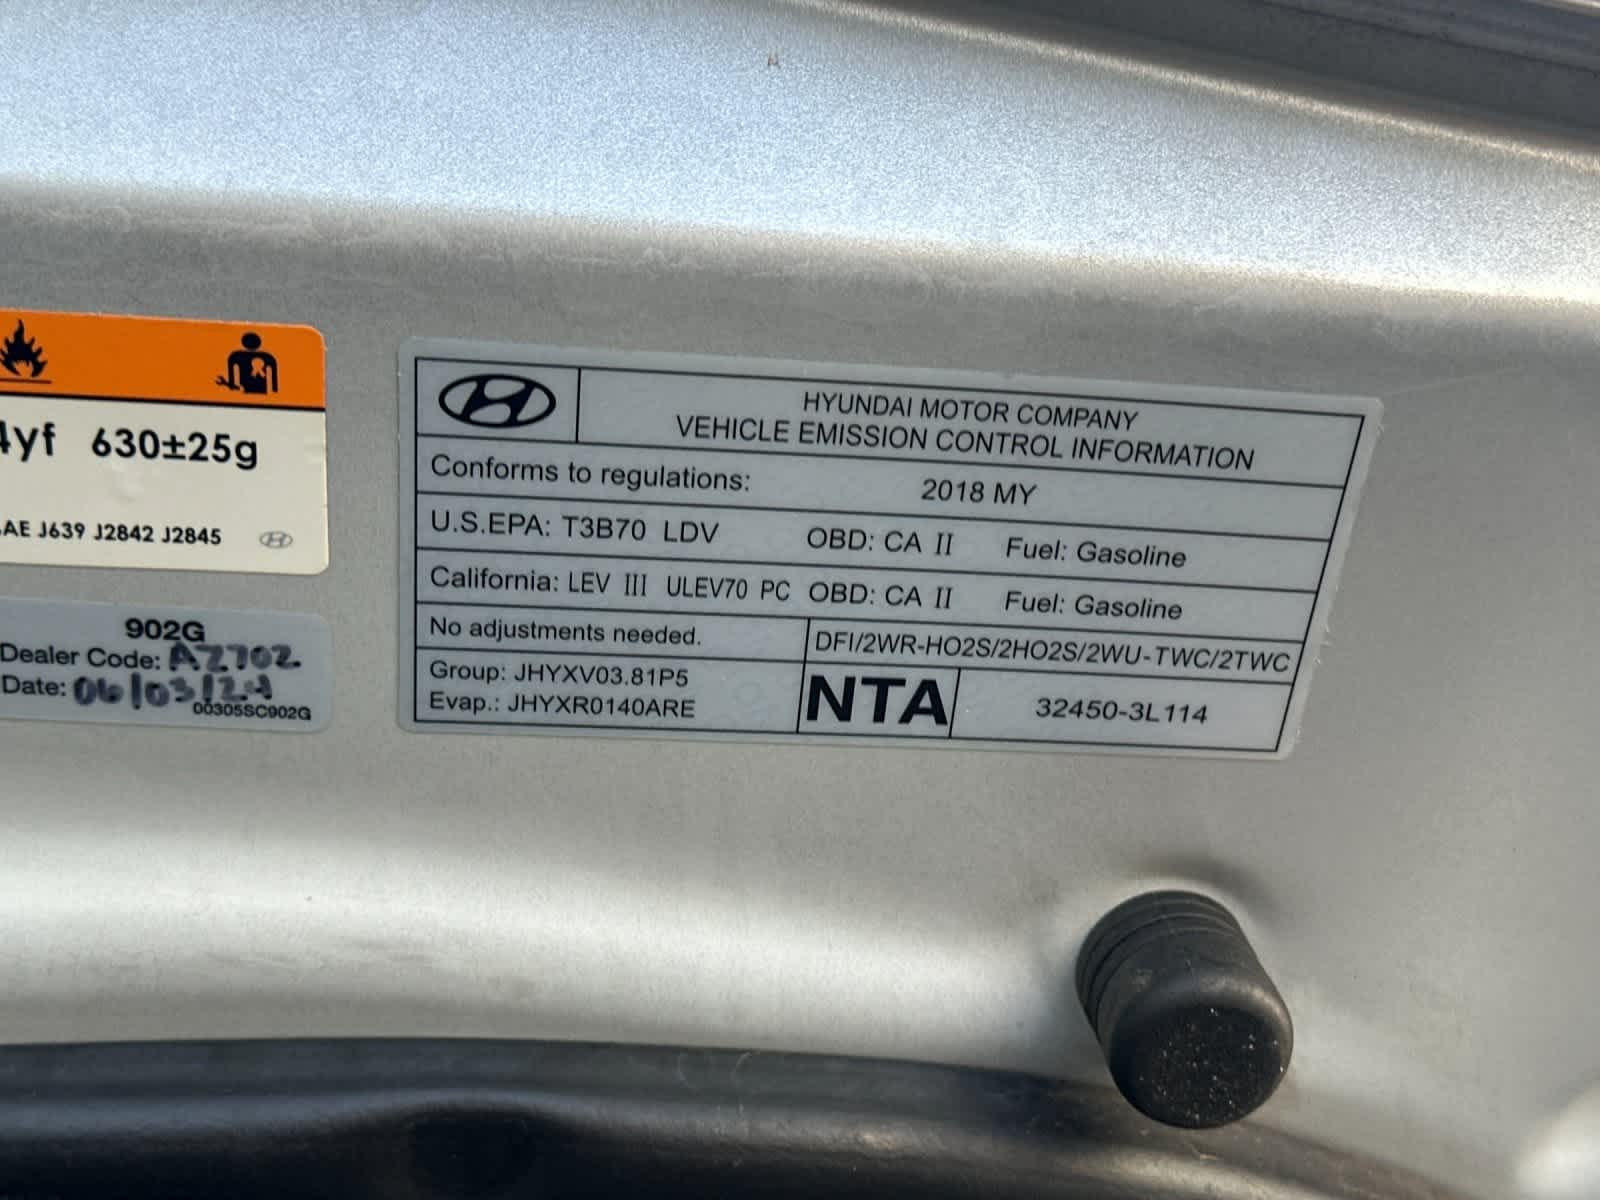 4yf 630±25g
AE J639 J2842 J2845
902G
Dealer Code: AZ702
Date: 06/03/24
00305SC902G
HYUNDAI MOTOR COMPANY
VEHICLE EMISSION CONTROL INFORMATION
Conforms to regulations: 2018 MY
U.S.EPA: T3B70 LDV OBD: CA II Fuel: Gasoline
California: LEV III ULEV70 PC OBD: CA II Fuel: Gasoline
No adjustments needed. DFI/2WR-HO2S/2HO2S/2WU-TWC/2TWC
Group: JHYXV03.81P5
Evap.: JHYXR0140ARE
NTA 32450-3L114